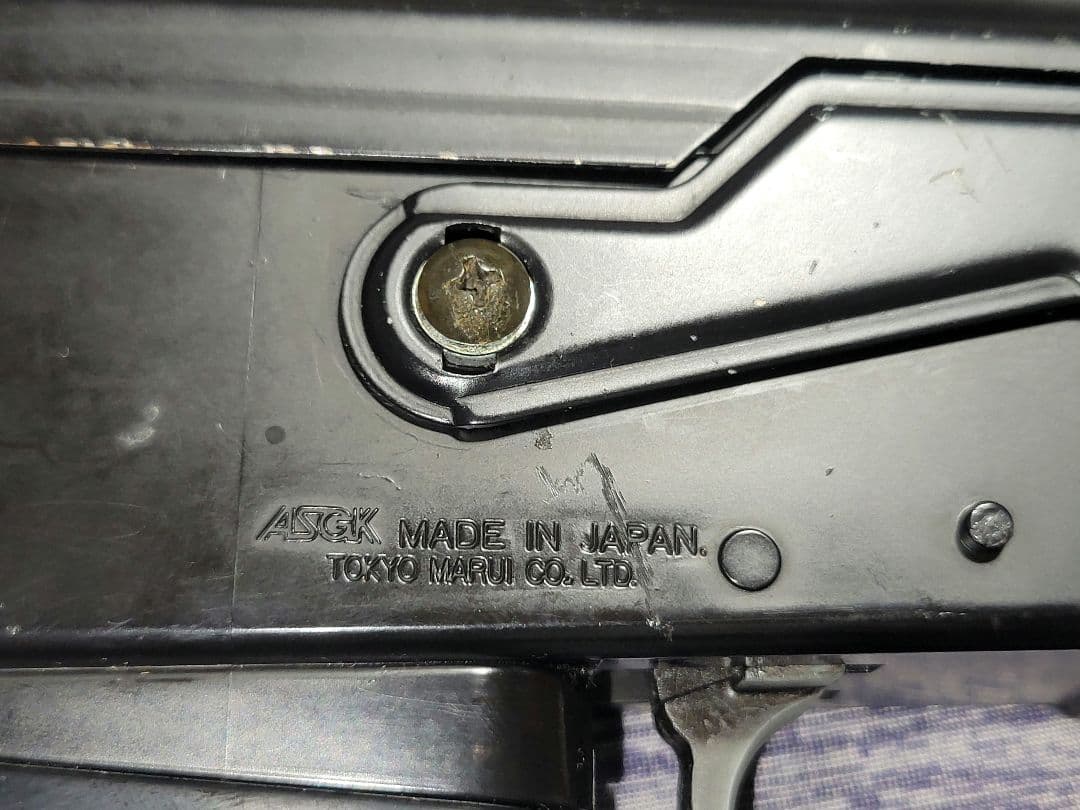 ASGK MADE IN JAPAN.
TOKYO MARUI CO. LTD.